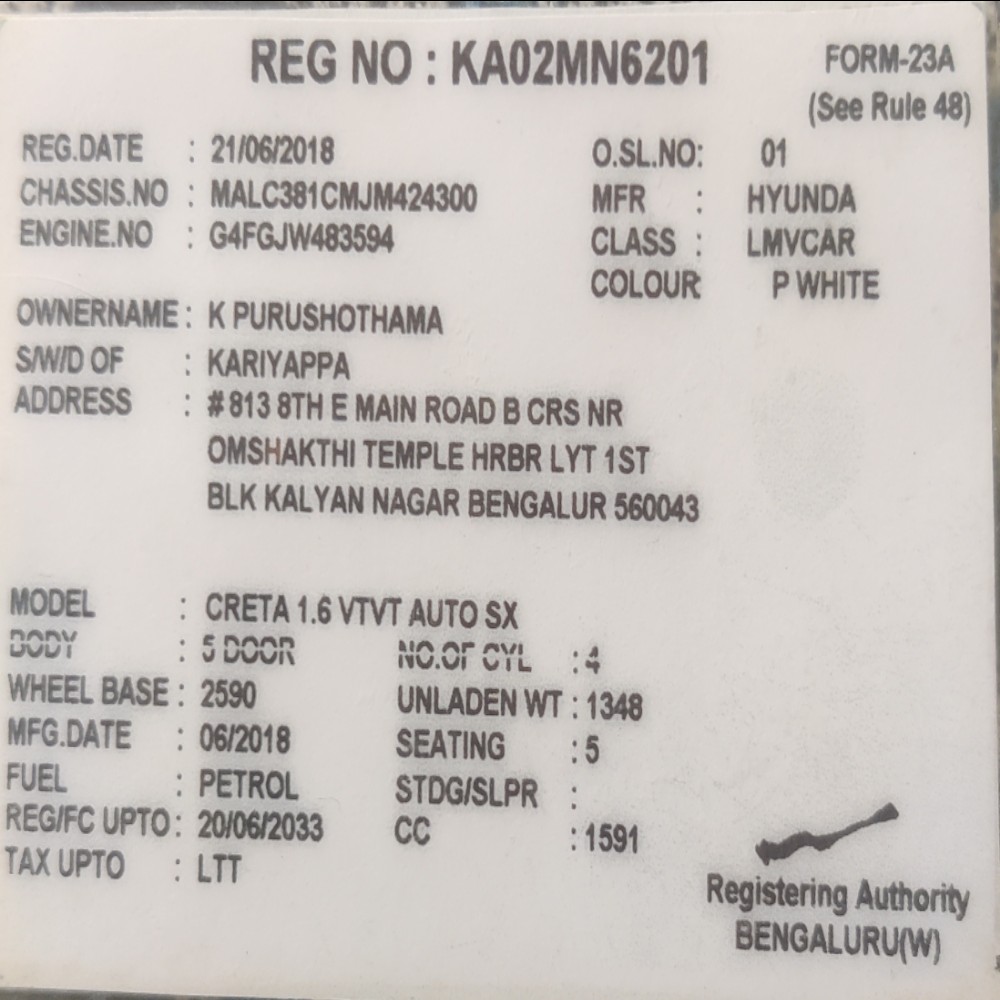 REG NO : KA02MN6201
FORM-23A
(See Rule 48)
REG.DATE : 21/06/2018 O.SL.NO: 01
CHASSIS.NO : MALC381CMJM424300 MFR : HYUNDA
ENGINE.NO : G4FGJW483594 CLASS : LMVCAR
COLOUR: P WHITE
OWNERNAME : K PURUSHOTHAMA
S/W/D OF : KARIYAPPA
ADDRESS : # 813 8TH E MAIN ROAD B CRS NR
OMSHAKTHI TEMPLE HRBR LYT 1ST
BLK KALYAN NAGAR BENGALUR 560043
MODEL : CRETA 1.6 VTVT AUTO SX
BODY : 5 DOOR NO.OF CYL : 4
WHEEL BASE : 2590 UNLADEN WT : 1348
MFG.DATE : 06/2018 SEATING : 5
FUEL : PETROL STDG/SLPR :
REG/FC UPTO : 20/06/2033 CC : 1591
TAX UPTO : LTT
Registering Authority
BENGALURU(W)